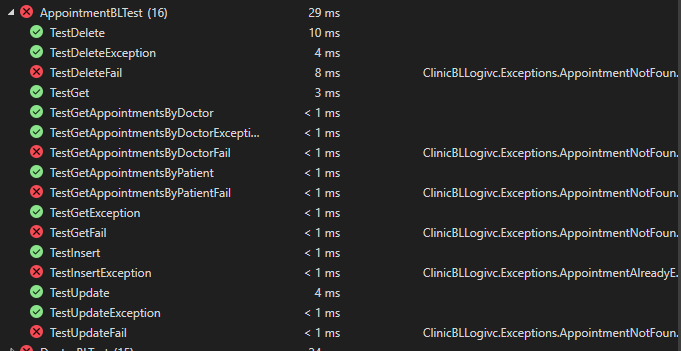 AppointmentBLTest (16) 29 ms
TestDelete 10 ms
TestDeleteException 4 ms
TestDeleteFail 8 ms ClinicBLLogivc.Exceptions.AppointmentNotFoun...
TestGet 3 ms
TestGetAppointmentsByDoctor < 1 ms
TestGetAppointmentsByDoctorExcepti... < 1 ms
TestGetAppointmentsByDoctorFail < 1 ms ClinicBLLogivc.Exceptions.AppointmentNotFoun...
TestGetAppointmentsByPatient < 1 ms
TestGetAppointmentsByPatientFail < 1 ms ClinicBLLogivc.Exceptions.AppointmentNotFoun...
TestGetException < 1 ms
TestGetFail < 1 ms ClinicBLLogivc.Exceptions.AppointmentNotFoun...
TestInsert < 1 ms
TestInsertException < 1 ms ClinicBLLogivc.Exceptions.AppointmentAlreadyE...
TestUpdate 4 ms
TestUpdateException < 1 ms
TestUpdateFail < 1 ms ClinicBLLogivc.Exceptions.AppointmentNotFoun...